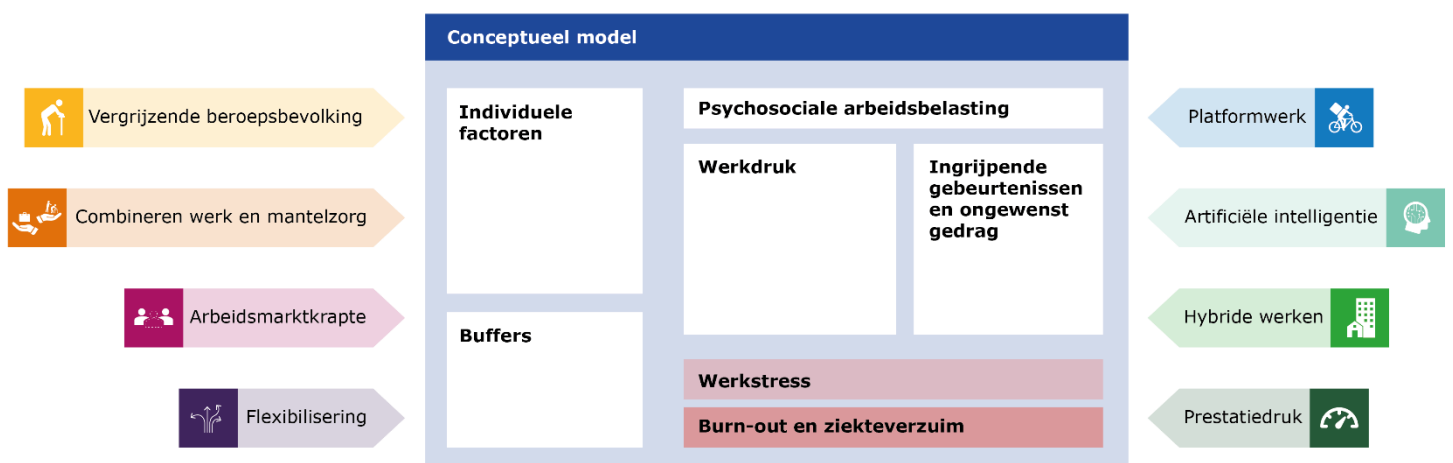 Conceptueel model
Vergrijzende beroepsbevolking
Combineren werk en mantelzorg
Arbeidsmarktkrapte
Flexibilisering
Individuele
factoren
Buffers
Psychosociale arbeidsbelasting
Werkdruk
Ingrijpende
gebeurtenissen
en ongewenst
gedrag
Werkstress
Burn-out en ziekteverzuim
Platformwerk
Artificiële intelligentie
Hybride werken
Prestatiedruk